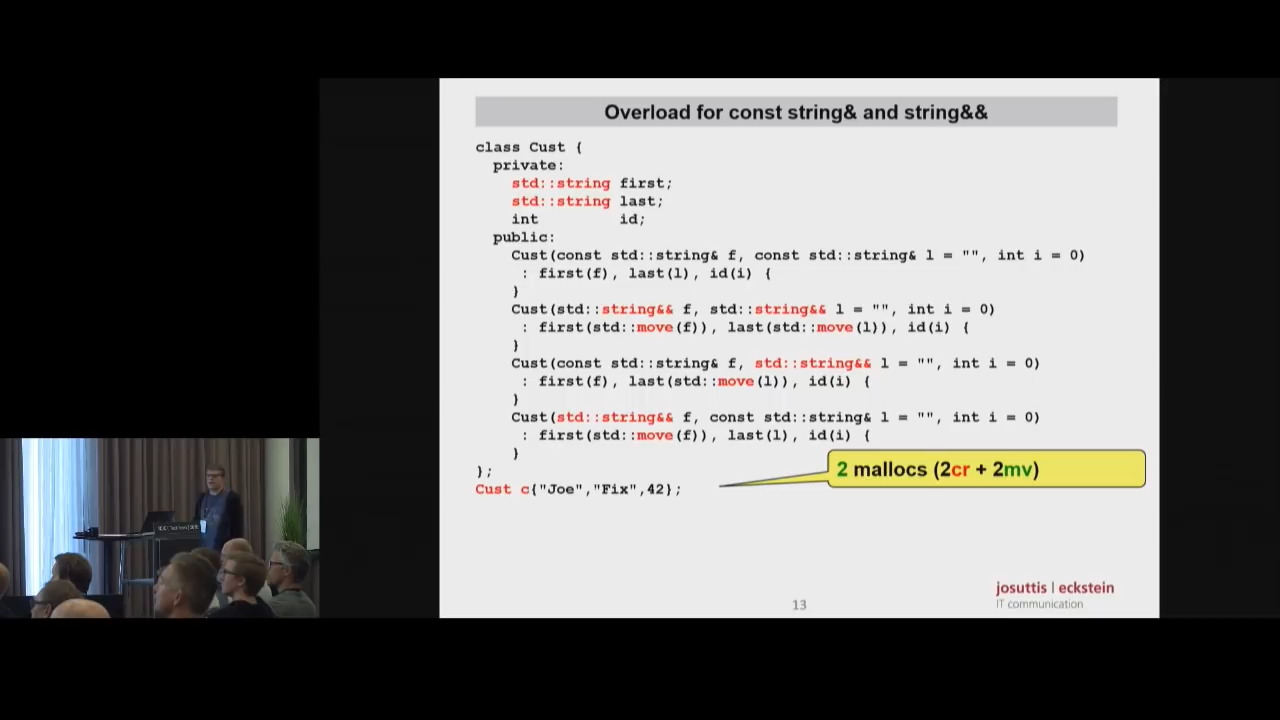 Overload for const string& and string&&
class Cust {
private:
std::string first;
std::string last;
int id;
public:
Cust(const std::string& f, const std::string& l = "", int i = 0)
: first(f), last(l), id(i) {
}
Cust(std::string&& f, std::string&& l = "", int i = 0)
: first(std::move(f)), last(std::move(l)), id(i) {
}
Cust(const std::string& f, std::string&& l = "", int i = 0)
: first(f), last(std::move(l)), id(i) {
}
Cust(std::string&& f, const std::string& l = "", int i = 0)
: first(std::move(f)), last(l), id(i) {
}
};
Cust c{"Joe","Fix",42};
2 mallocs (2cr + 2mv)
josuttis | eckstein
IT communication
13